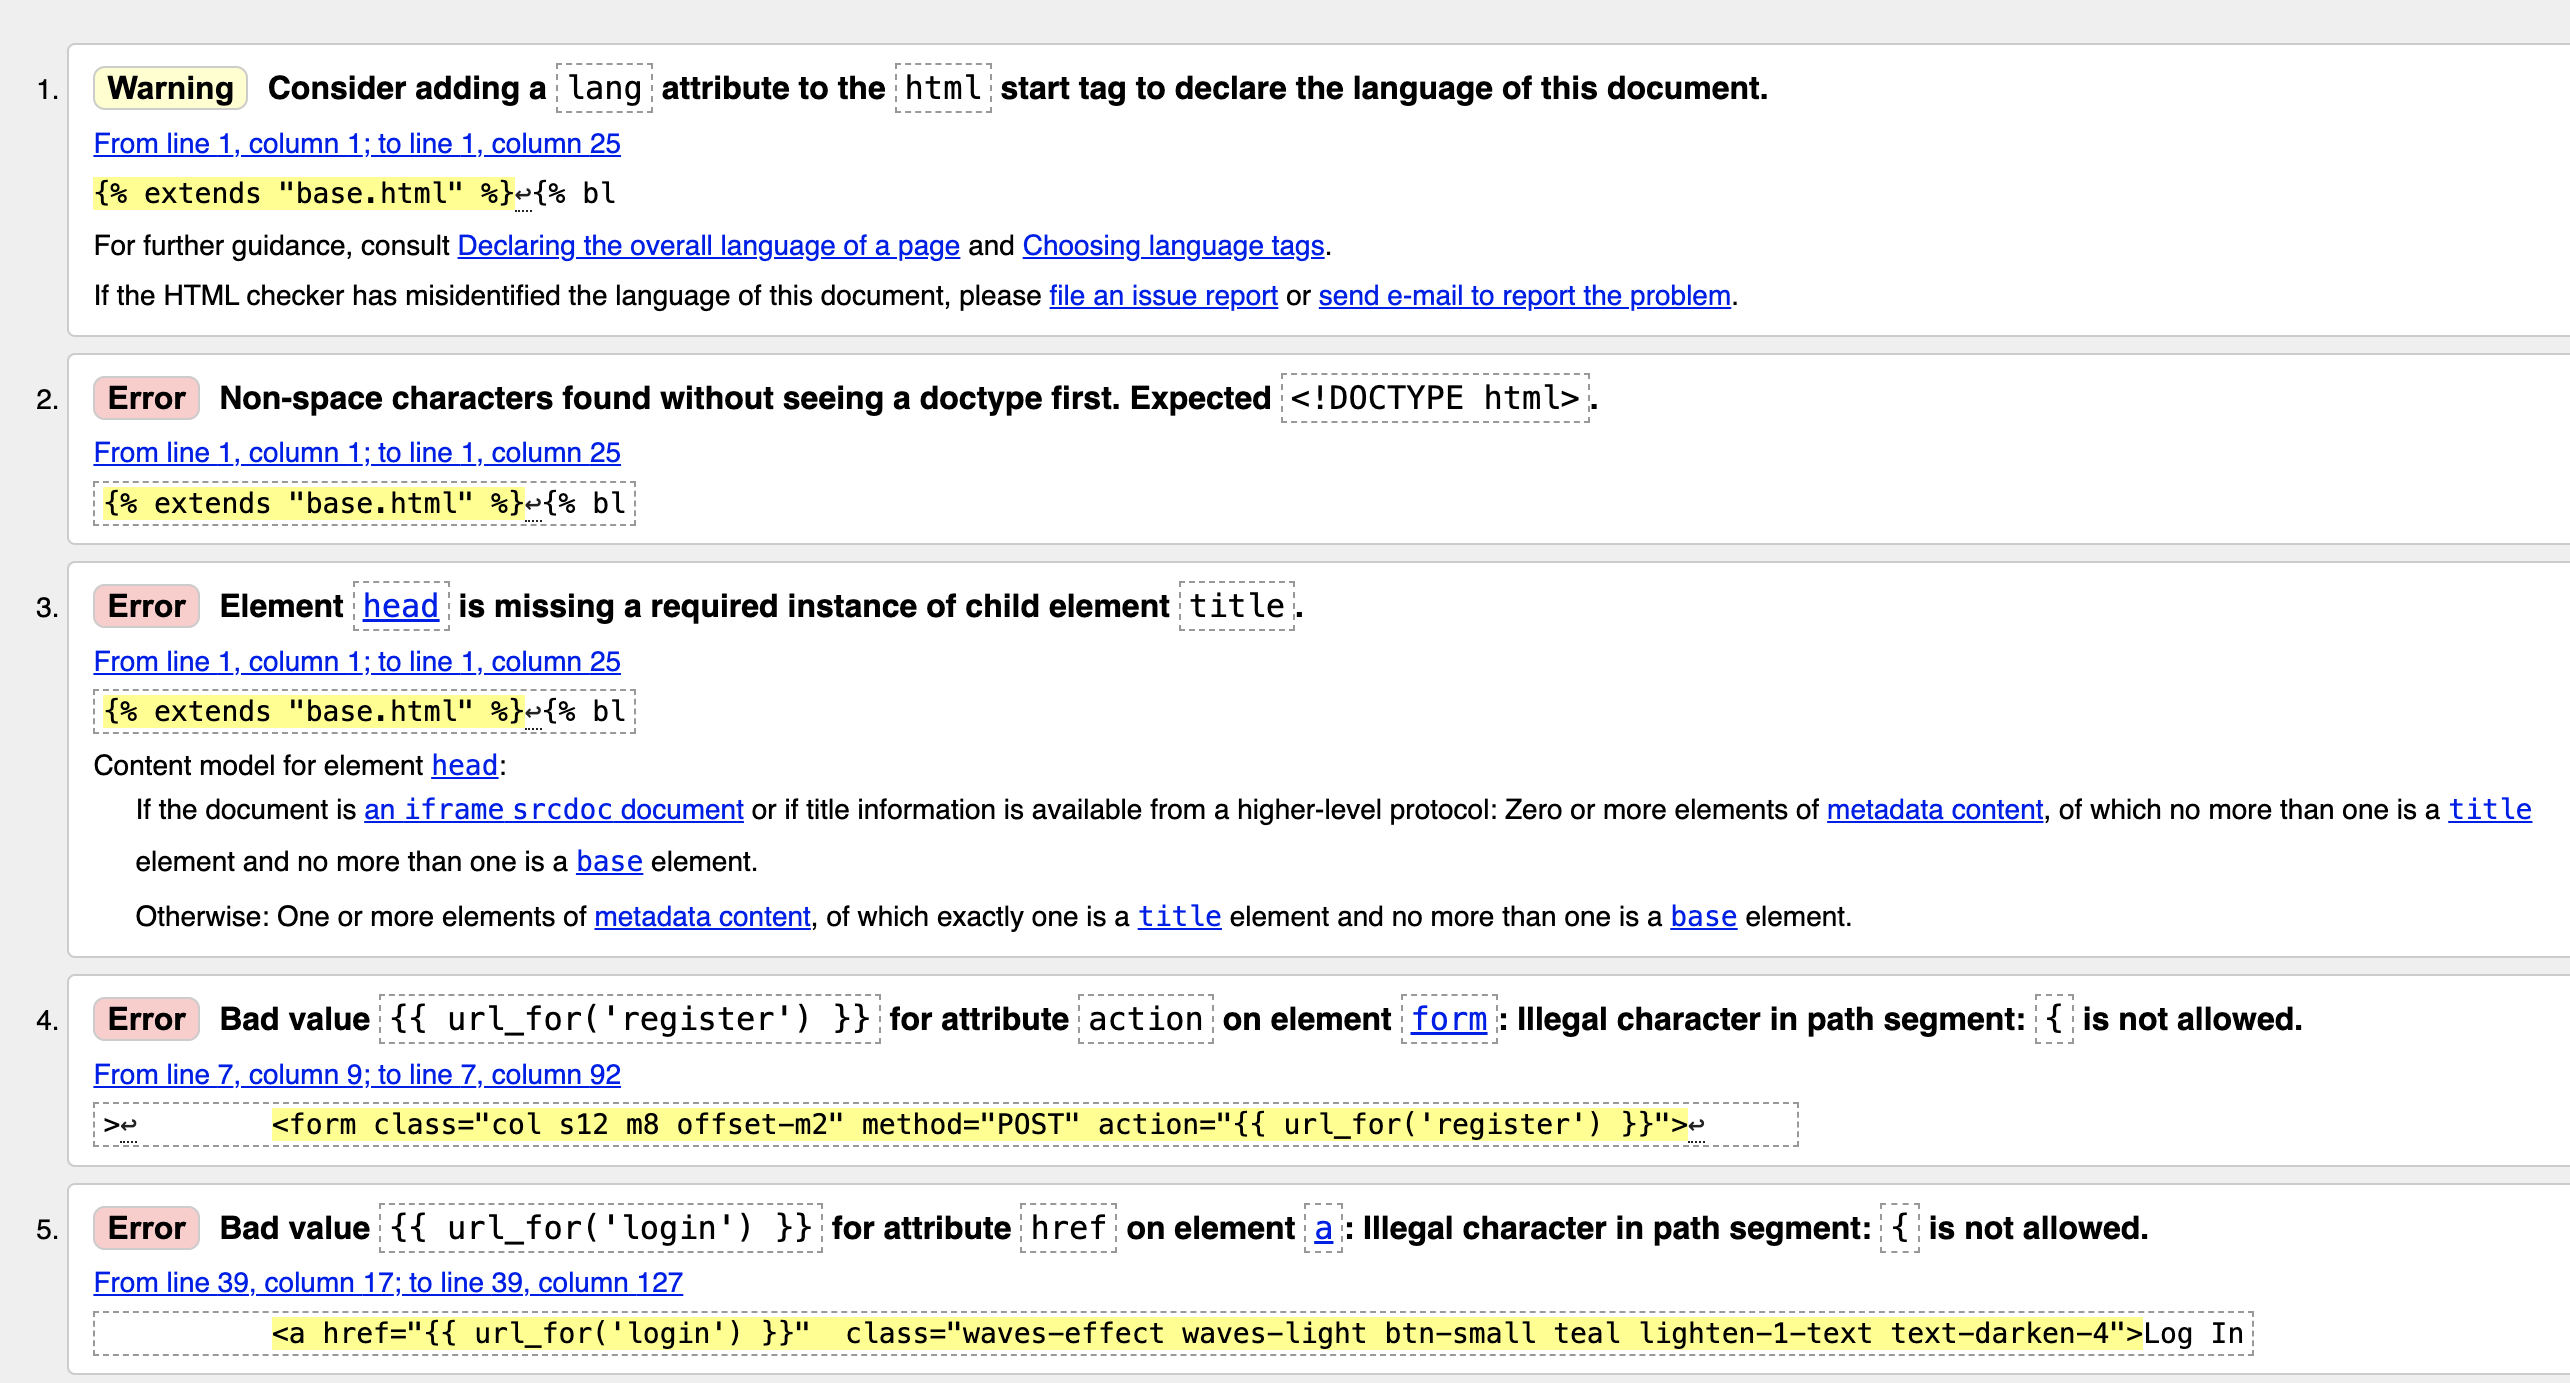 1. Warning Consider adding a lang attribute to the html start tag to declare the language of this document.
From line 1, column 1; to line 1, column 25
{% extends "base.html" %}↩{% bl
For further guidance, consult Declaring the overall language of a page and Choosing language tags.
If the HTML checker has misidentified the language of this document, please file an issue report or send e-mail to report the problem.
2. Error Non-space characters found without seeing a doctype first. Expected <!DOCTYPE html>.
From line 1, column 1; to line 1, column 25
{% extends "base.html" %}↩{% bl
3. Error Element head is missing a required instance of child element title.
From line 1, column 1; to line 1, column 25
{% extends "base.html" %}↩{% bl
Content model for element head:
If the document is an iframe srcdoc document or if title information is available from a higher-level protocol: Zero or more elements of metadata content, of which no more than one is a title
element and no more than one is a base element.
Otherwise: One or more elements of metadata content, of which exactly one is a title element and no more than one is a base element.
4. Error Bad value {{ url_for('register') }} for attribute action on element form: Illegal character in path segment: { is not allowed.
From line 7, column 9; to line 7, column 92
>↩ <form class="col s12 m8 offset-m2" method="POST" action="{{ url_for('register') }}">↩
5. Error Bad value {{ url_for('login') }} for attribute href on element a: Illegal character in path segment: { is not allowed.
From line 39, column 17; to line 39, column 127
<a href="{{ url_for('login') }}"  class="waves-effect waves-light btn-small teal lighten-1-text text-darken-4">Log In